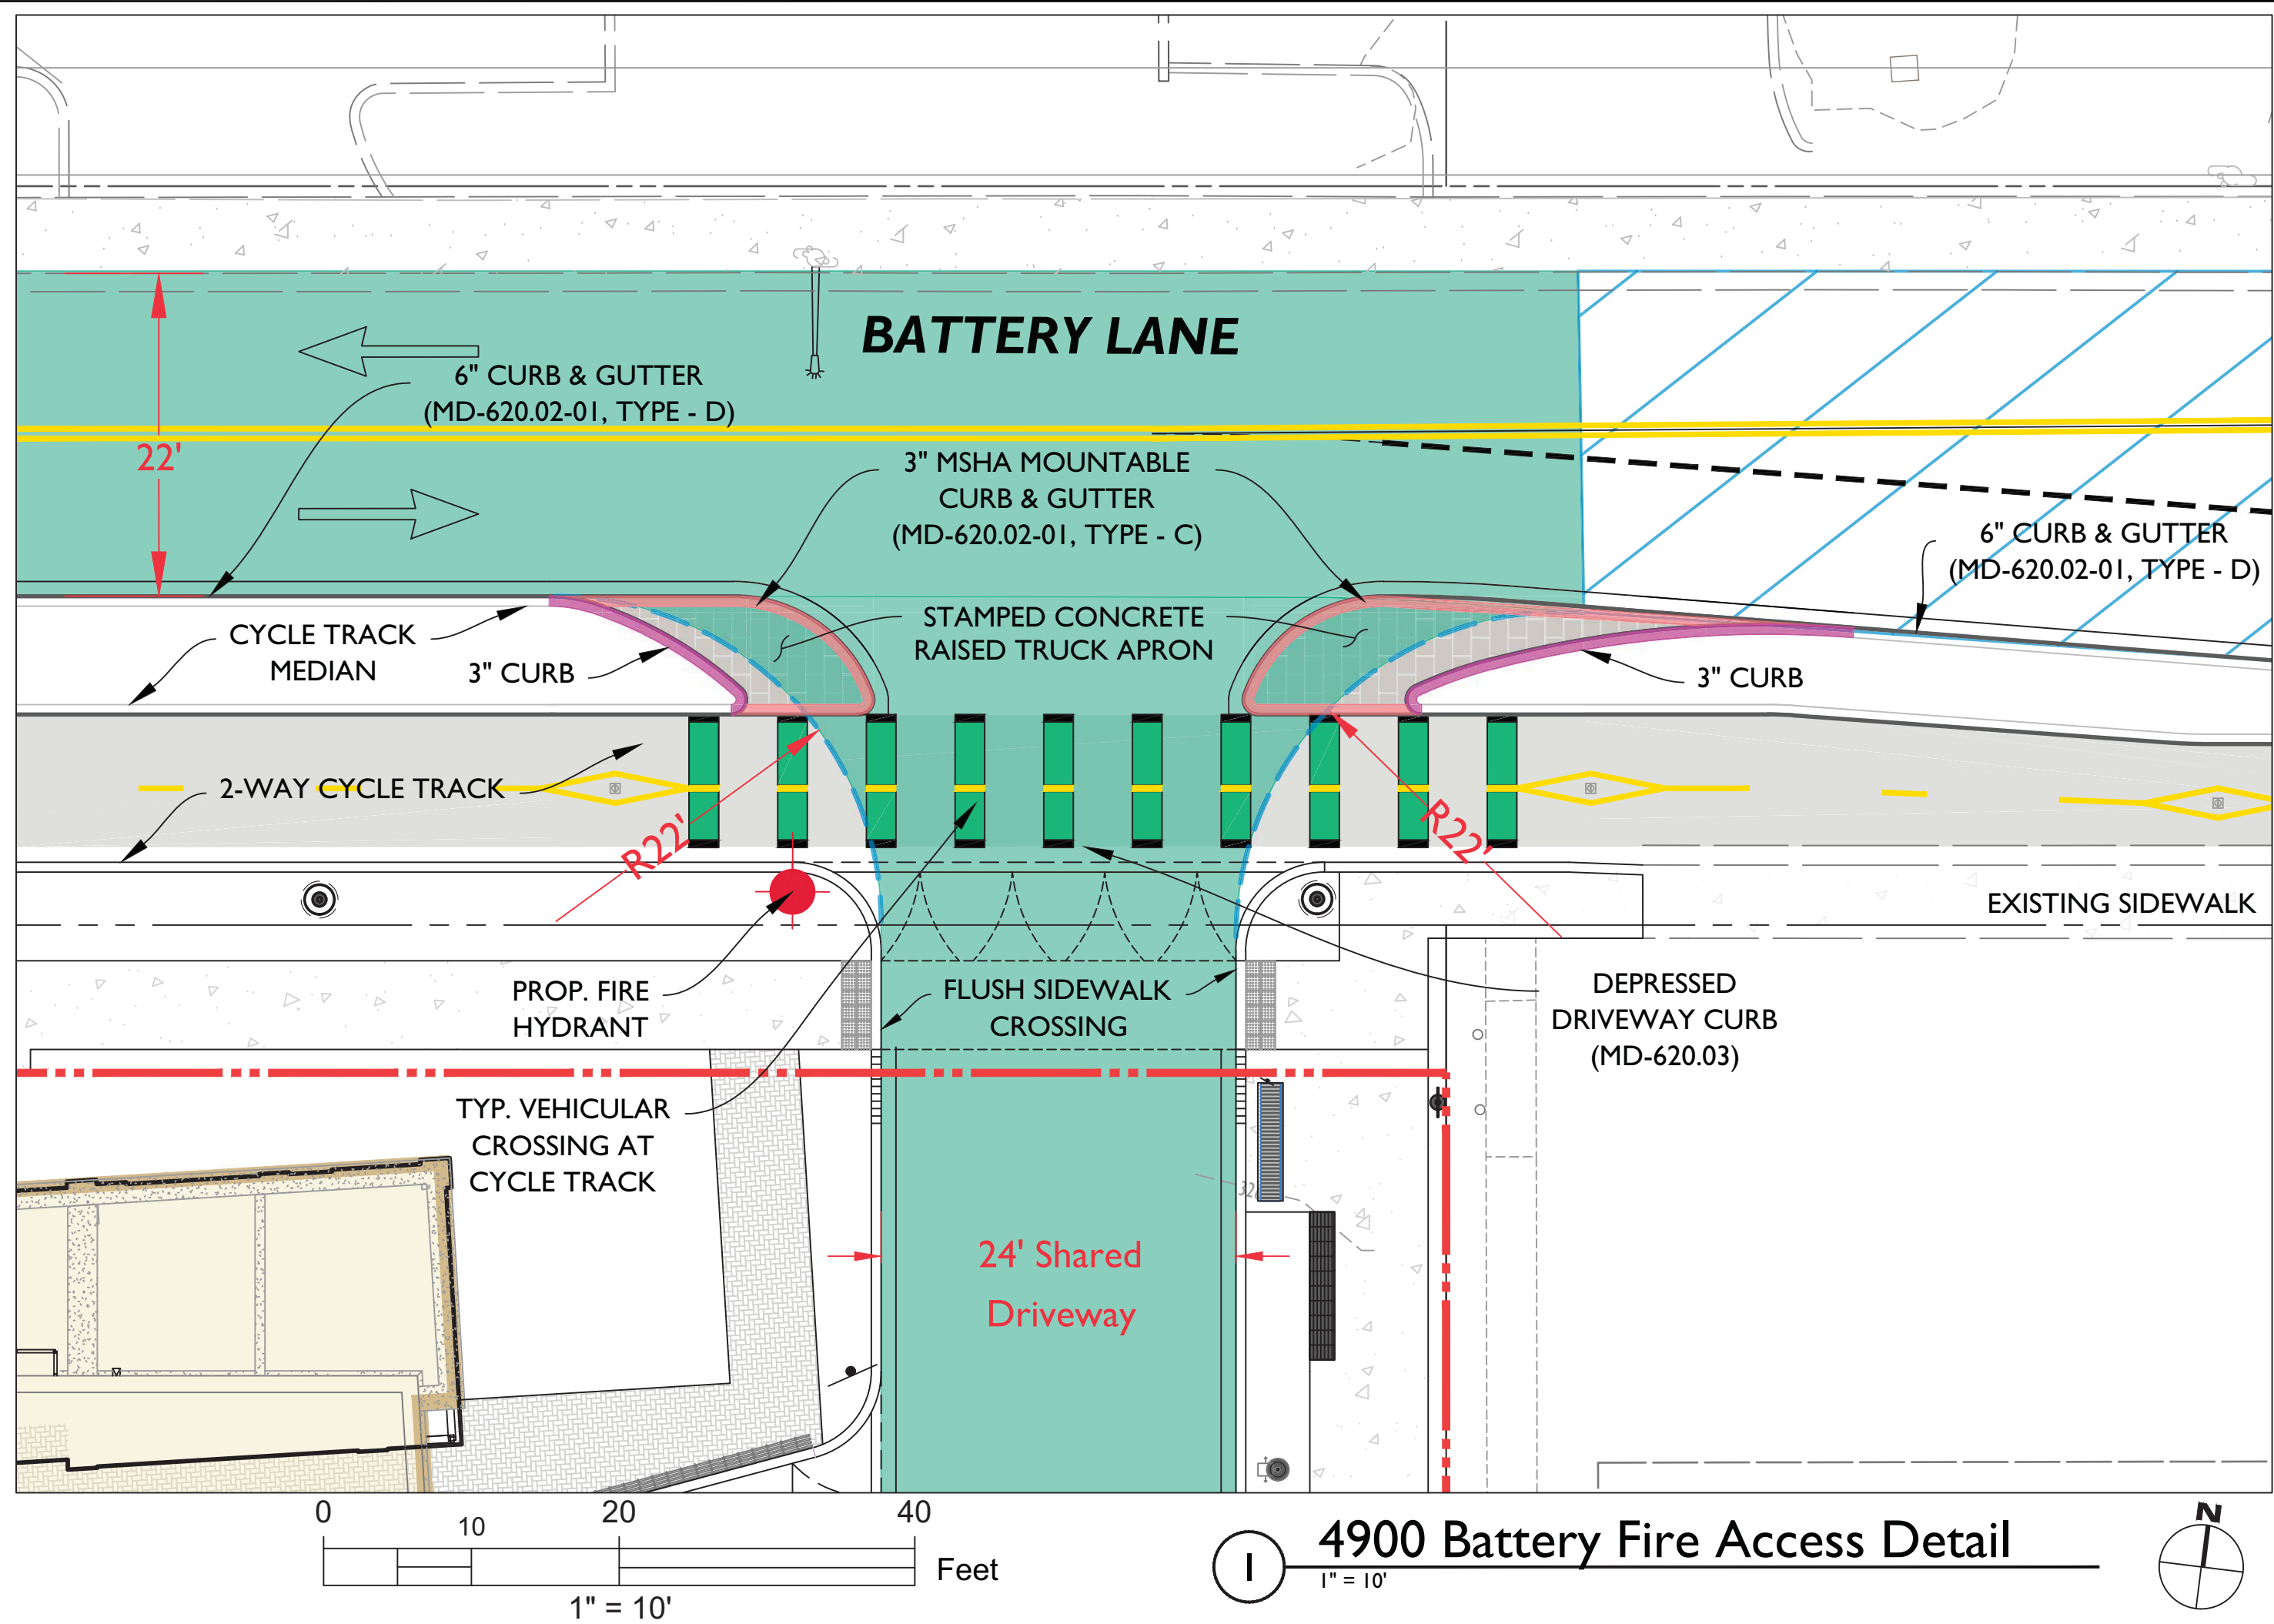 BATTERY LANE
6" CURB & GUTTER
(MD-620.02-01, TYPE - D)
22'
3" MSHA MOUNTABLE
CURB & GUTTER
(MD-620.02-01, TYPE - C)
6" CURB & GUTTER
(MD-620.02-01, TYPE - D)
CYCLE TRACK
MEDIAN
3" CURB
STAMPED CONCRETE
RAISED TRUCK APRON
3" CURB
2-WAY CYCLE TRACK
R22'
R22'
EXISTING SIDEWALK
PROP. FIRE
HYDRANT
FLUSH SIDEWALK
CROSSING
DEPRESSED
DRIVEWAY CURB
(MD-620.03)
TYP. VEHICULAR
CROSSING AT
CYCLE TRACK
24' Shared
Driveway
0 10 20 40
Feet
1" = 10'
1
4900 Battery Fire Access Detail
1" = 10'
N